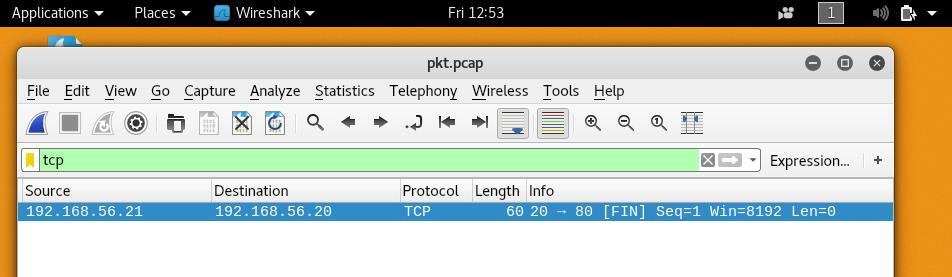 Applications Places Wireshark Fri 12:53 1
pkt.pcap
File Edit View Go Capture Analyze Statistics Telephony Wireless Tools Help
tcp Expression... +
Source Destination Protocol Length Info
192.168.56.21 192.168.56.20 TCP 60 20 → 80 [FIN] Seq=1 Win=8192 Len=0